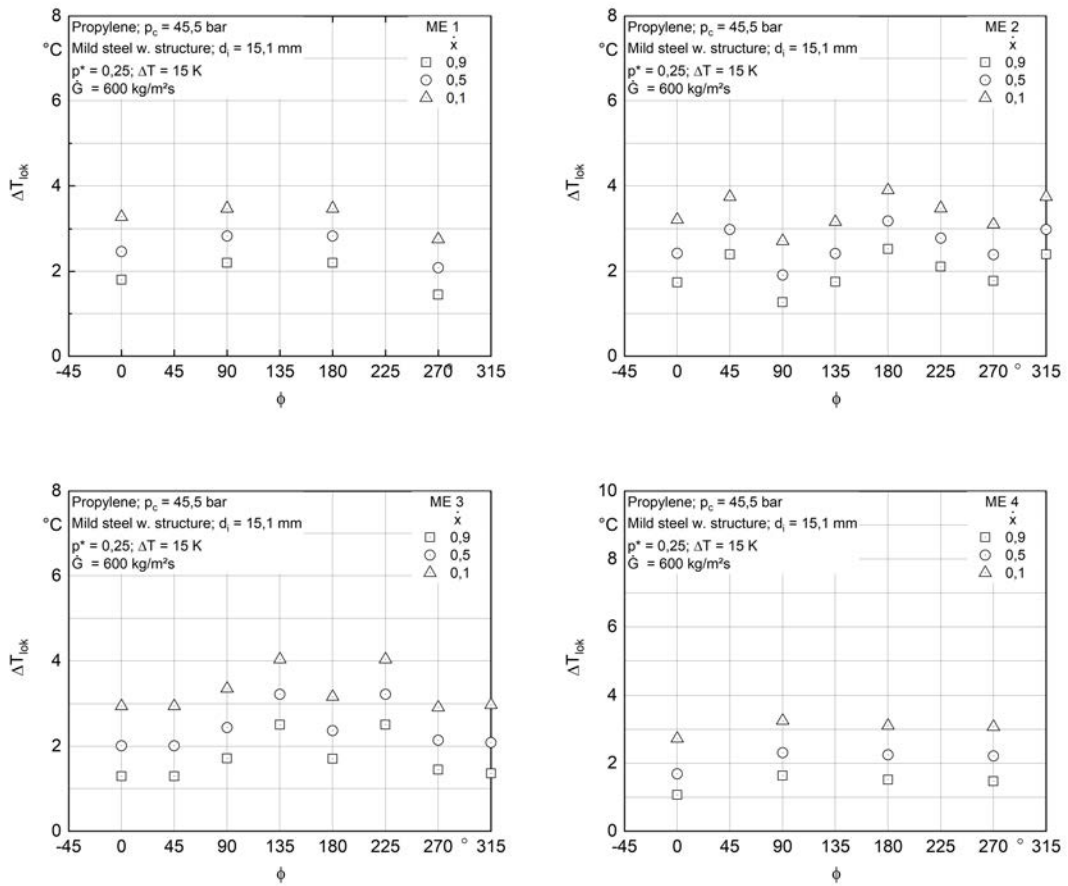 Propylene; p_c = 45,5 bar
Mild steel w. structure; d_i = 15,1 mm
p* = 0,25; ΔT = 15 K
Ġ = 600 kg/m²s
ME 1
ẋ
0,9
0,5
0,1
8
°C
6
4
2
0
ΔT_lok
-45 0 45 90 135 180 225 270 ° 315
ϕ
Propylene; p_c = 45,5 bar
Mild steel w. structure; d_i = 15,1 mm
p* = 0,25; ΔT = 15 K
Ġ = 600 kg/m²s
ME 2
ẋ
0,9
0,5
0,1
8
°C
6
4
2
0
ΔT_lok
-45 0 45 90 135 180 225 270 ° 315
ϕ
Propylene; p_c = 45,5 bar
Mild steel w. structure; d_i = 15,1 mm
p* = 0,25; ΔT = 15 K
Ġ = 600 kg/m²s
ME 3
ẋ
0,9
0,5
0,1
8
°C
6
4
2
0
ΔT_lok
-45 0 45 90 135 180 225 270 ° 315
ϕ
Propylene; p_c = 45,5 bar
Mild steel w. structure; d_i = 15,1 mm
p* = 0,25; ΔT = 15 K
Ġ = 600 kg/m²s
ME 4
ẋ
0,9
0,5
0,1
10
°C
8
6
4
2
0
ΔT_lok
-45 0 45 90 135 180 225 270 ° 315
ϕ